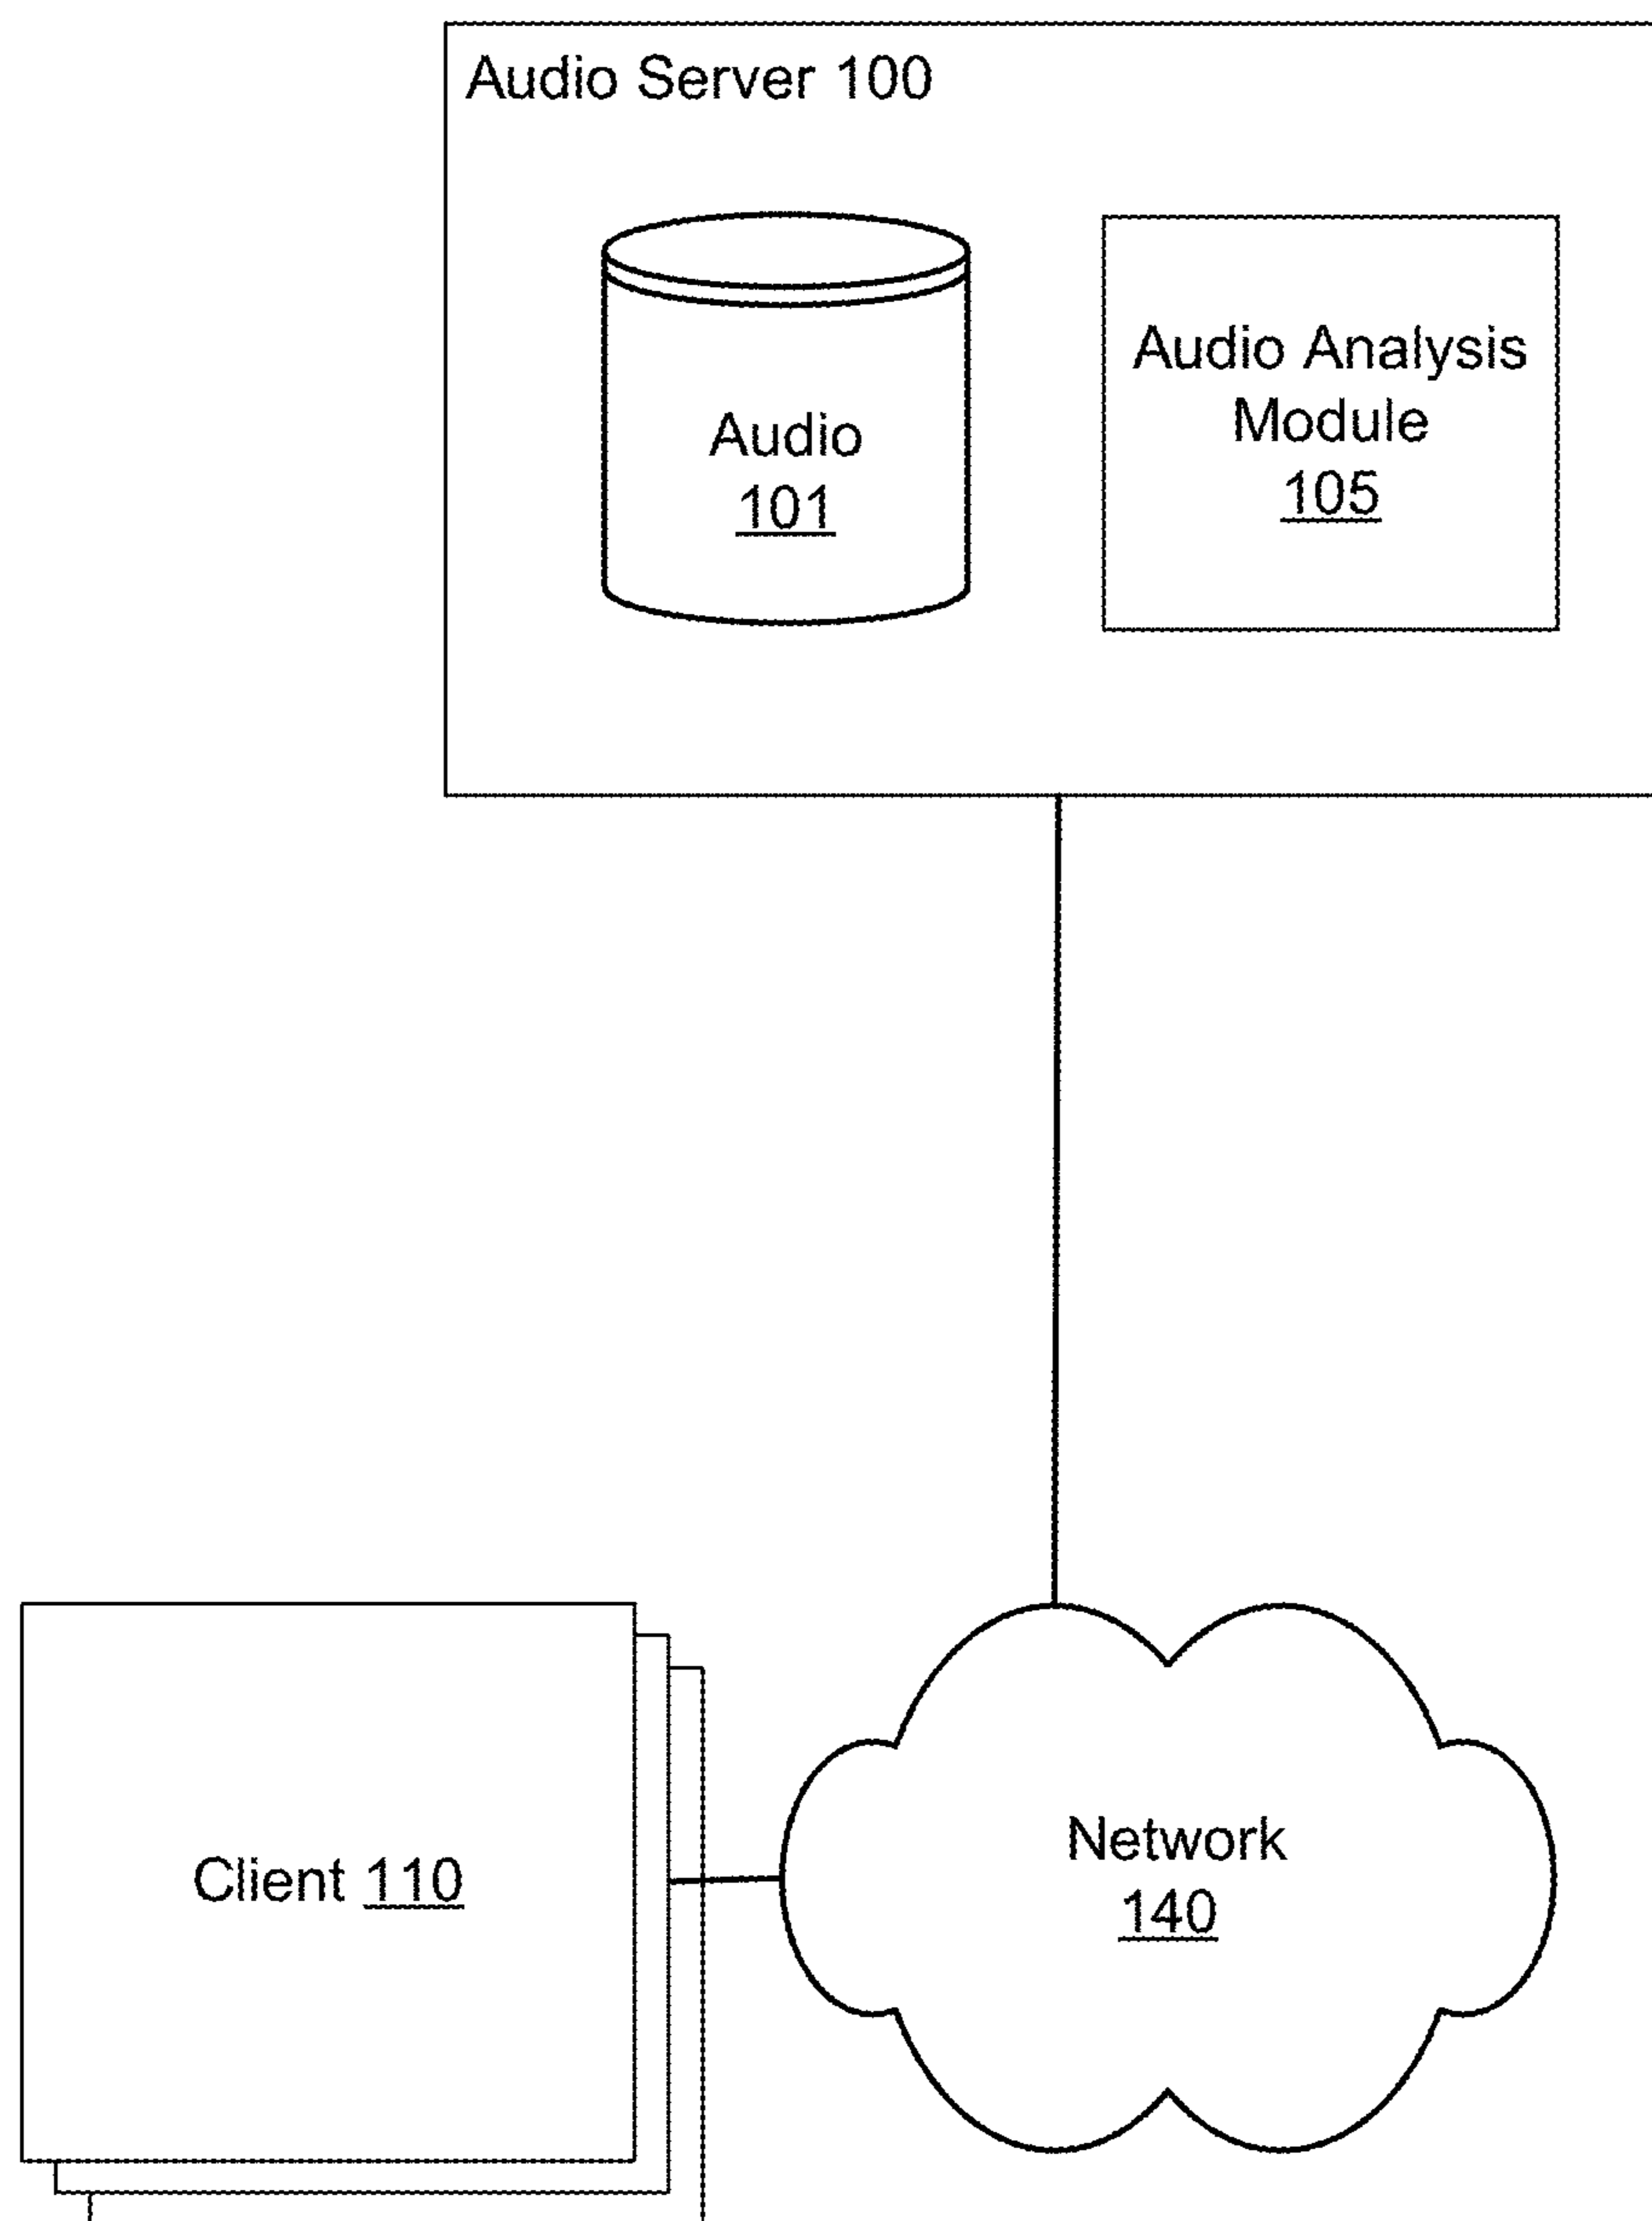 Audio Server 100
Audio
101
Audio Analysis
Module
105
Client 110
Network
140